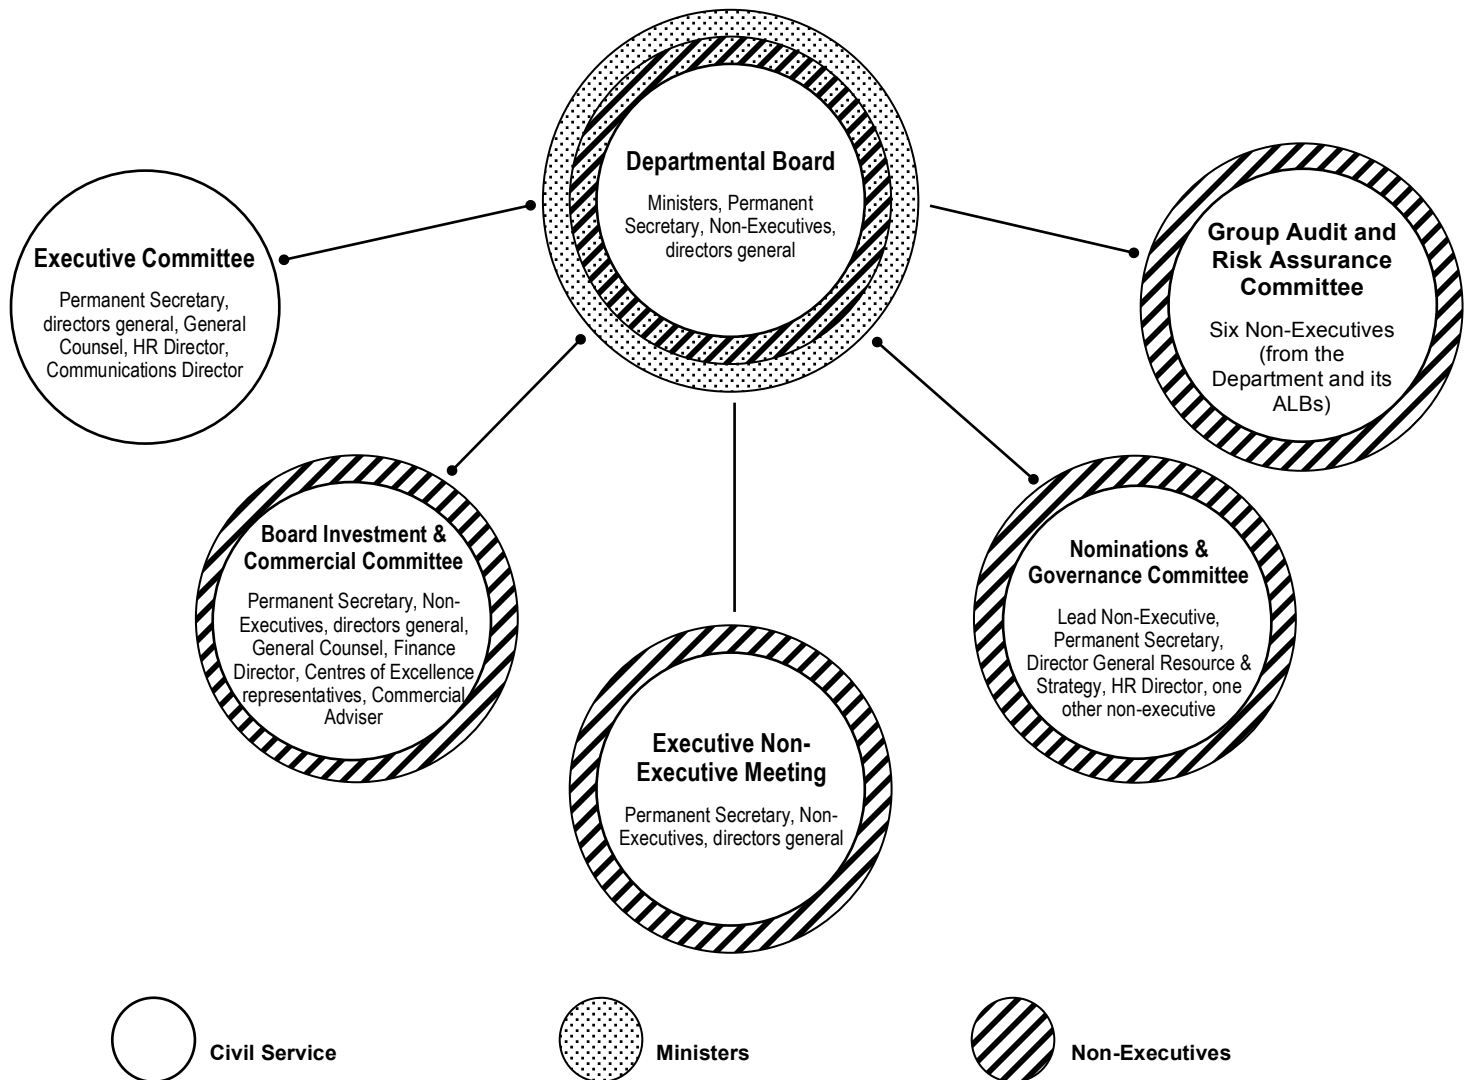 Departmental Board
Ministers, Permanent
Secretary, Non-Executives,
directors general
Executive Committee
Permanent Secretary,
directors general, General
Counsel, HR Director,
Communications Director
Group Audit and
Risk Assurance
Committee
Six Non-Executives
(from the
Department and its
ALBs)
Board Investment &
Commercial Committee
Permanent Secretary, Non-
Executives, directors general,
General Counsel, Finance
Director, Centres of Excellence
representatives, Commercial
Adviser
Nominations &
Governance Committee
Lead Non-Executive,
Permanent Secretary,
Director General Resource &
Strategy, HR Director, one
other non-executive
Executive Non-
Executive Meeting
Permanent Secretary, Non-
Executives, directors general
Civil Service
Ministers
Non-Executives